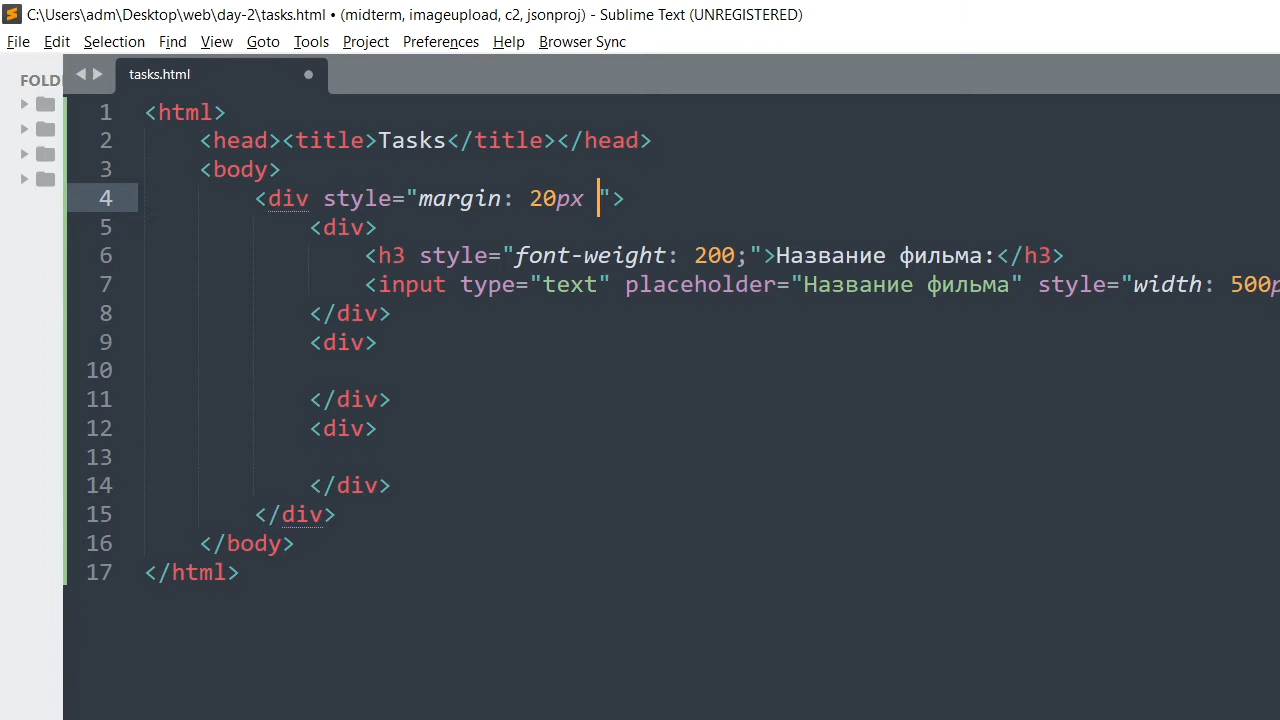 C:\Users\adm\Desktop\web\day-2\tasks.html • (midterm, imageupload, c2, jsonproj) - Sublime Text (UNREGISTERED)
File Edit Selection Find View Goto Tools Project Preferences Help Browser Sync
FOLD
tasks.html
1 <html>
2 <head><title>Tasks</title></head>
3 <body>
4 <div style="margin: 20px ">
5 <div>
6 <h3 style="font-weight: 200;">Название фильма:</h3>
7 <input type="text" placeholder="Название фильма" style="width: 500p
8 </div>
9 <div>
10
11 </div>
12 <div>
13
14 </div>
15 </div>
16 </body>
17 </html>